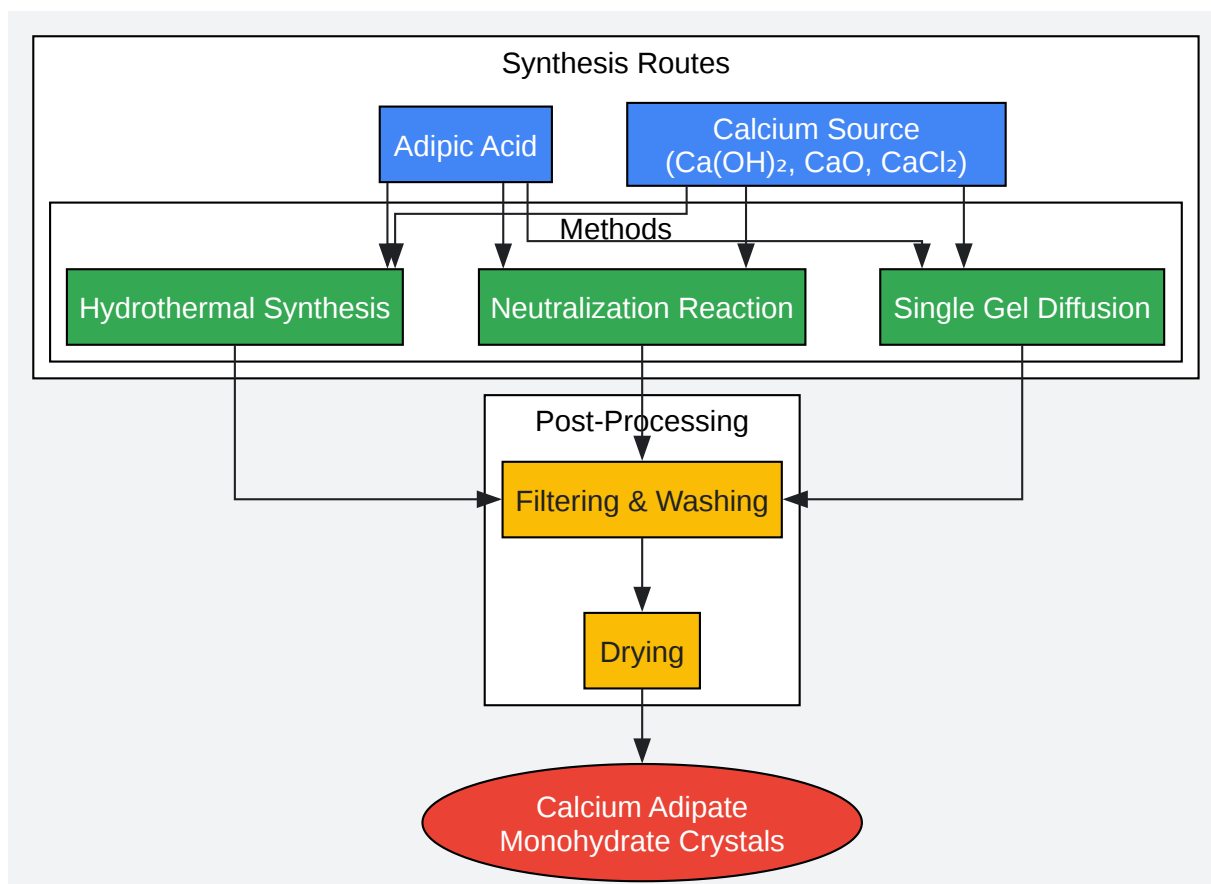 Synthesis Routes
Adipic Acid
Calcium Source
(Ca(OH)₂, CaO, CaCl₂)
Methods
Hydrothermal Synthesis
Neutralization Reaction
Single Gel Diffusion
Post-Processing
Filtering & Washing
Drying
Calcium Adipate
Monohydrate Crystals